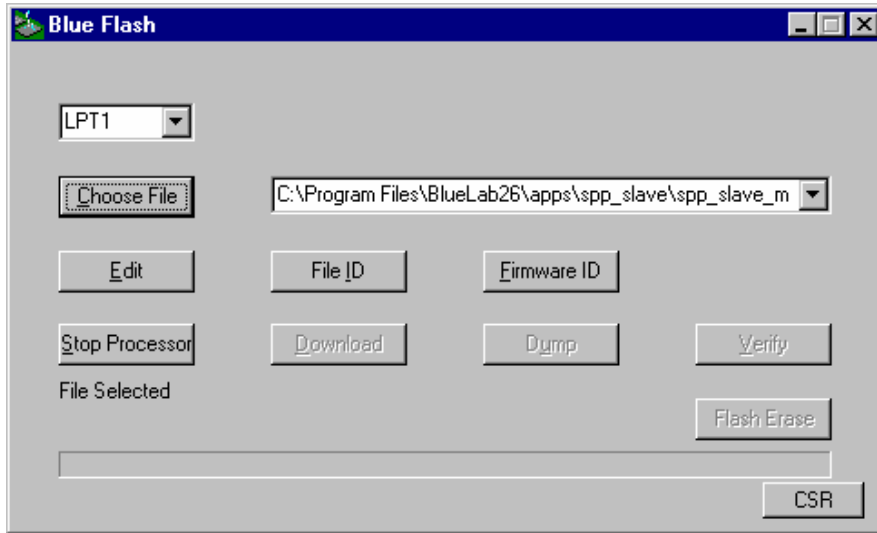 Blue Flash
LPT1
Choose File
C:\Program Files\BlueLab26\apps\spp_slave\spp_slave_m
Edit
File ID
Firmware ID
Stop Processor
Download
Dump
Verify
File Selected
Flash Erase
CSR